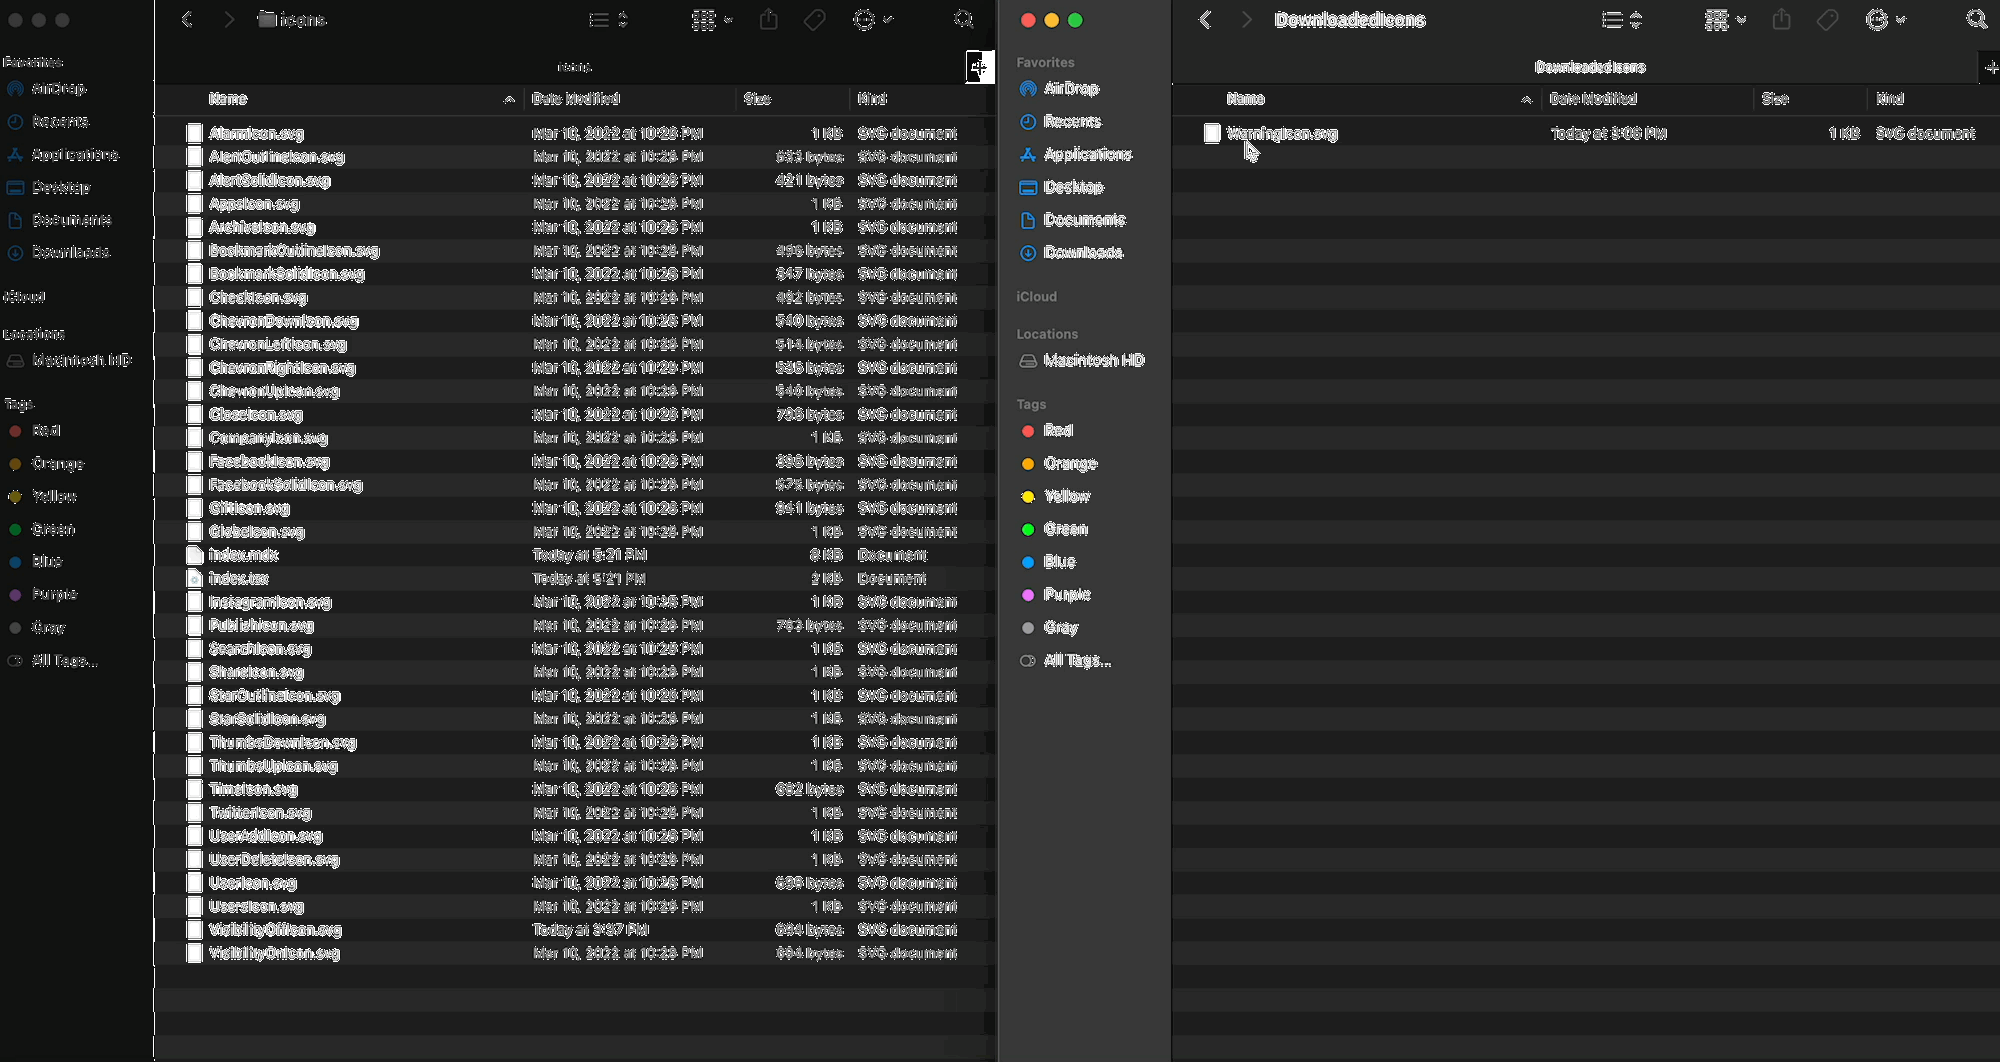 icons
Favorites
AirDrop
Recents
Applications
Desktop
Documents
Downloads
iCloud
Locations
Macintosh HD
Tags
Red
Orange
Yellow
Green
Blue
Purple
Gray
All Tags...
icons
Name Date Modified Size Kind
AlarmIcon.svg Mar 10, 2022 at 10:28 PM 1 KB SVG document
AlertOutlineIcon.svg Mar 10, 2022 at 10:28 PM bytes SVG document
AlertSolidIcon.svg Mar 10, 2022 at 10:28 PM 421 bytes SVG document
AppsIcon.svg Mar 10, 2022 at 10:28 PM 1 KB SVG document
ArchiveIcon.svg Mar 10, 2022 at 10:28 PM 1 KB SVG document
BookmarkOutlineIcon.svg Mar 10, 2022 at 10:28 PM bytes SVG document
BookmarkSolidIcon.svg Mar 10, 2022 at 10:28 PM 347 bytes SVG document
CheckIcon.svg Mar 10, 2022 at 10:28 PM bytes SVG document
ChevronDownIcon.svg Mar 10, 2022 at 10:28 PM 540 bytes SVG document
ChevronLeftIcon.svg Mar 10, 2022 at 10:28 PM 514 bytes SVG document
ChevronRightIcon.svg Mar 10, 2022 at 10:28 PM bytes SVG document
ChevronUpIcon.svg Mar 10, 2022 at 10:28 PM bytes SVG document
CloseIcon.svg Mar 10, 2022 at 10:28 PM bytes SVG document
CompanyIcon.svg Mar 10, 2022 at 10:28 PM 1 KB SVG document
FacebookIcon.svg Mar 10, 2022 at 10:28 PM bytes SVG document
FacebookSolidIcon.svg Mar 10, 2022 at 10:28 PM 575 bytes SVG document
GiftIcon.svg Mar 10, 2022 at 10:28 PM 941 bytes SVG document
GlobeIcon.svg Mar 10, 2022 at 10:28 PM 1 KB SVG document
index.mdx Today at 5:21 PM 8 KB Document
index.tsx Today at 5:21 PM 2 KB Document
InstagramIcon.svg Mar 10, 2022 at 10:28 PM 1 KB SVG document
PublishIcon.svg Mar 10, 2022 at 10:28 PM bytes SVG document
SearchIcon.svg Mar 10, 2022 at 10:28 PM 1 KB SVG document
ShareIcon.svg Mar 10, 2022 at 10:28 PM 1 KB SVG document
StarOutlineIcon.svg Mar 10, 2022 at 10:28 PM 1 KB SVG document
StarSolidIcon.svg Mar 10, 2022 at 10:28 PM 1 KB SVG document
ThumbsDownIcon.svg Mar 10, 2022 at 10:28 PM 1 KB SVG document
ThumbsUpIcon.svg Mar 10, 2022 at 10:28 PM 1 KB SVG document
TimeIcon.svg Mar 10, 2022 at 10:28 PM 682 bytes SVG document
TwitterIcon.svg Mar 10, 2022 at 10:28 PM 1 KB SVG document
UserAddIcon.svg Mar 10, 2022 at 10:28 PM 1 KB SVG document
UserDeleteIcon.svg Mar 10, 2022 at 10:28 PM 1 KB SVG document
UserIcon.svg Mar 10, 2022 at 10:28 PM bytes SVG document
UsersIcon.svg Mar 10, 2022 at 10:28 PM 1 KB SVG document
VisibilityOffIcon.svg Today at 3:37 PM bytes SVG document
VisibilityOnIcon.svg Mar 10, 2022 at 10:28 PM bytes SVG document
Favorites
AirDrop
Recents
Applications
Desktop
Documents
Downloads
iCloud
Locations
Macintosh HD
Tags
Red
Orange
Yellow
Green
Blue
Purple
Gray
All Tags...
DownloadedIcons
DownloadedIcons
Name Date Modified Size Kind
WarningIcon.svg Today at PM 1 KB SVG document